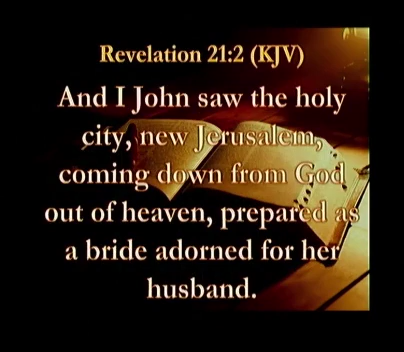 Revelation 21:2 (KJV)
And I John saw the holy
city, new Jerusalem,
coming down from God
out of heaven, prepared as
a bride adorned for her
husband.